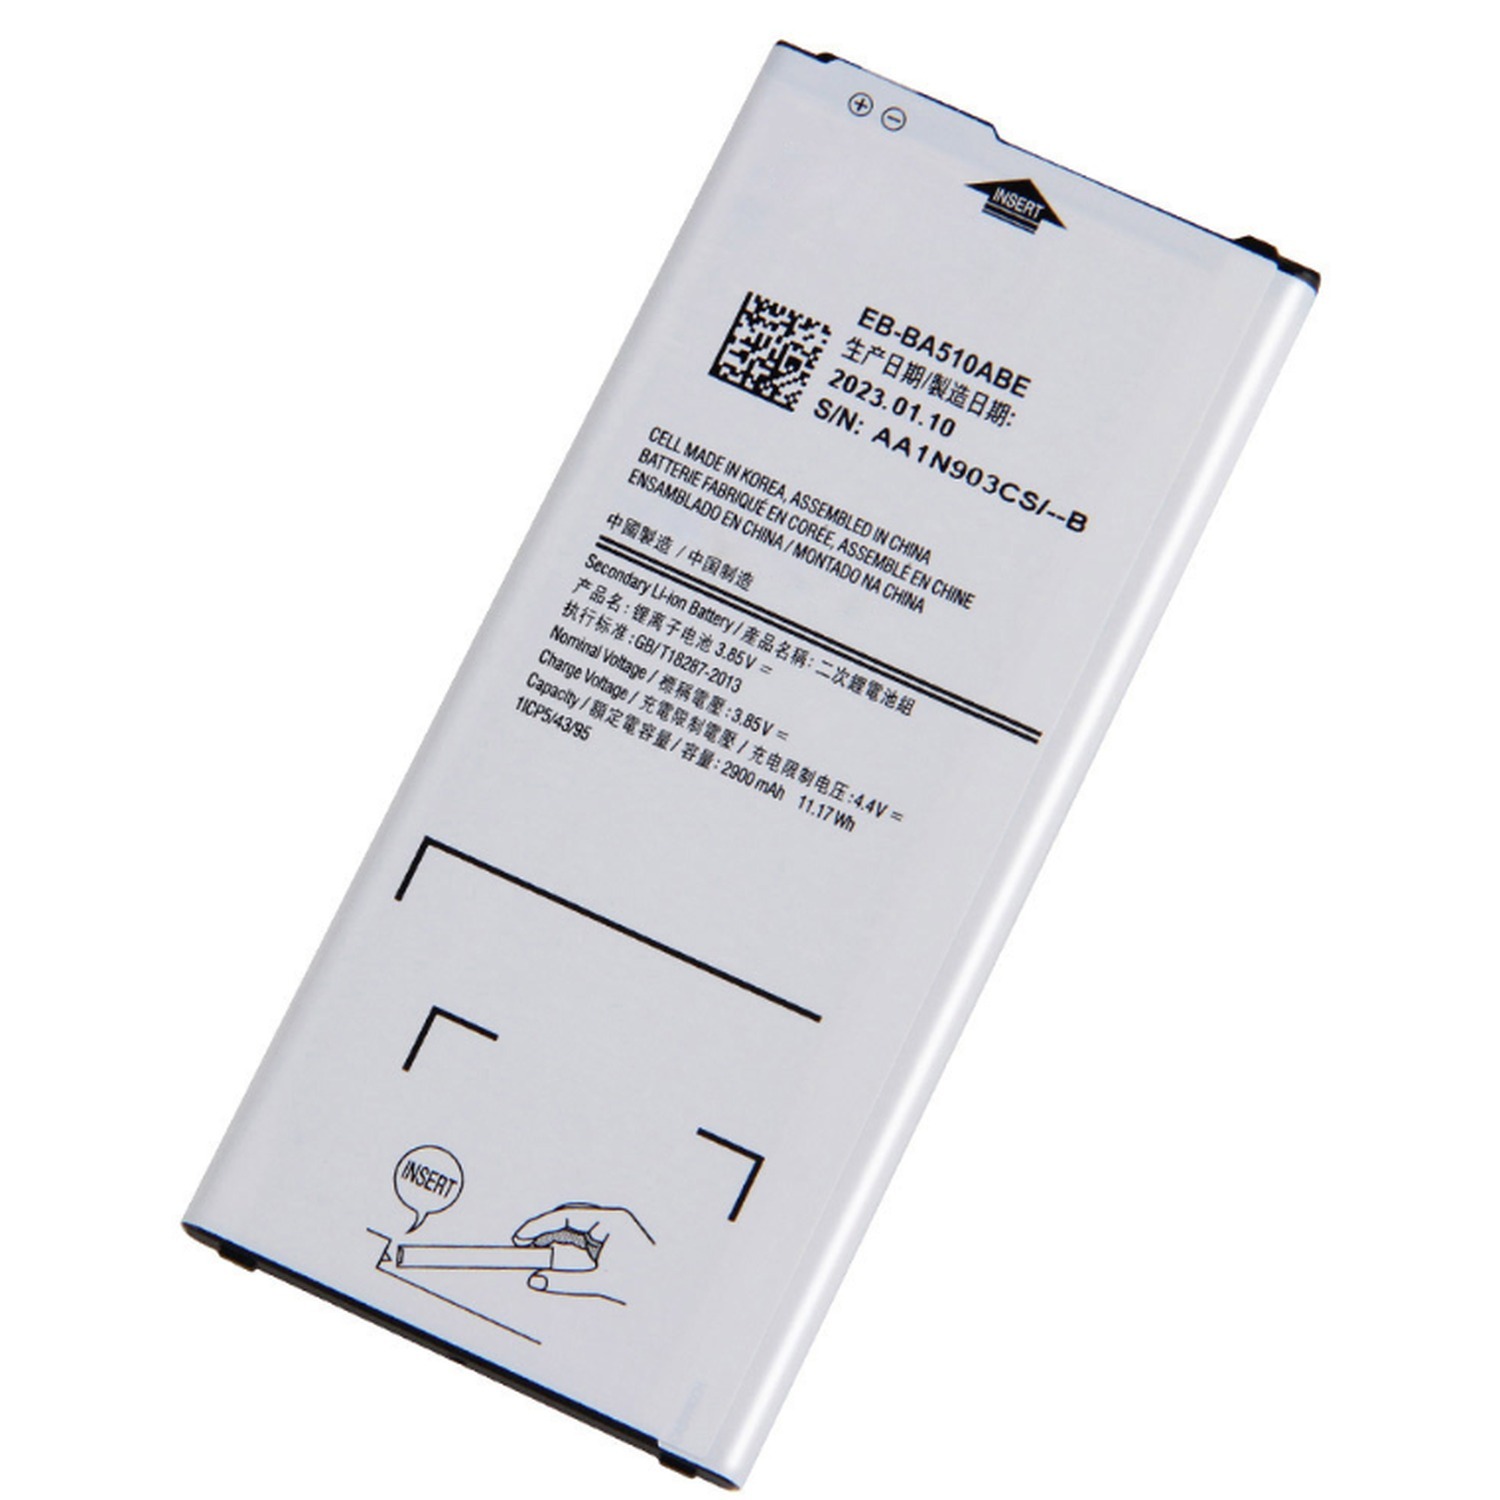 INSERT
EB-BA510ABE
生产日期/製造日期:
2023.01.10
S/N: AA1N903CS/--B
CELL MADE IN KOREA, ASSEMBLED IN CHINA
BATTERIE FABRIQUÉ EN CORÉE, ASSEMBLÉ EN CHINE
ENSAMBLADO EN CHINA / MONTADO NA CHINA
中國製造 / 中国制造
Secondary Li-ion Battery / 產品名稱: 二次鋰電池組
产品名: 锂离子电池 3.85V =
执行标准: GB/T18287-2013
Nominal Voltage / 標稱電壓: 3.85V =
Charge Voltage / 充電限制電壓 / 充电限制电压: 4.4V =
Capacity / 額定電容量 / 容量: 2900 mAh 11.17 Wh
1ICP5/43/95
INSERT